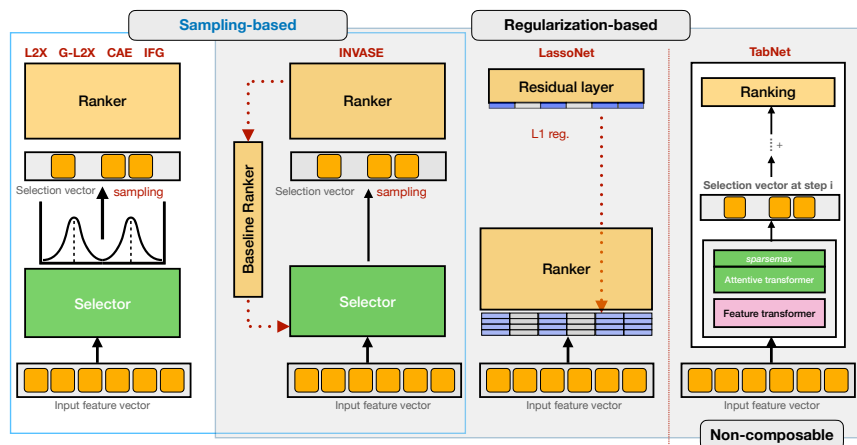 Sampling-based
Regularization-based
L2X G-L2X CAE IFG
INVASE
LassoNet
TabNet
Ranker
Selection vector
sampling
Selector
Input feature vector
Ranker
Baseline Ranker
Selection vector
sampling
Selector
Input feature vector
Residual layer
L1 reg.
Ranker
Input feature vector
Ranking
+
Selection vector at step i
sparsemax
Attentive transformer
Feature transformer
Input feature vector
Non-composable